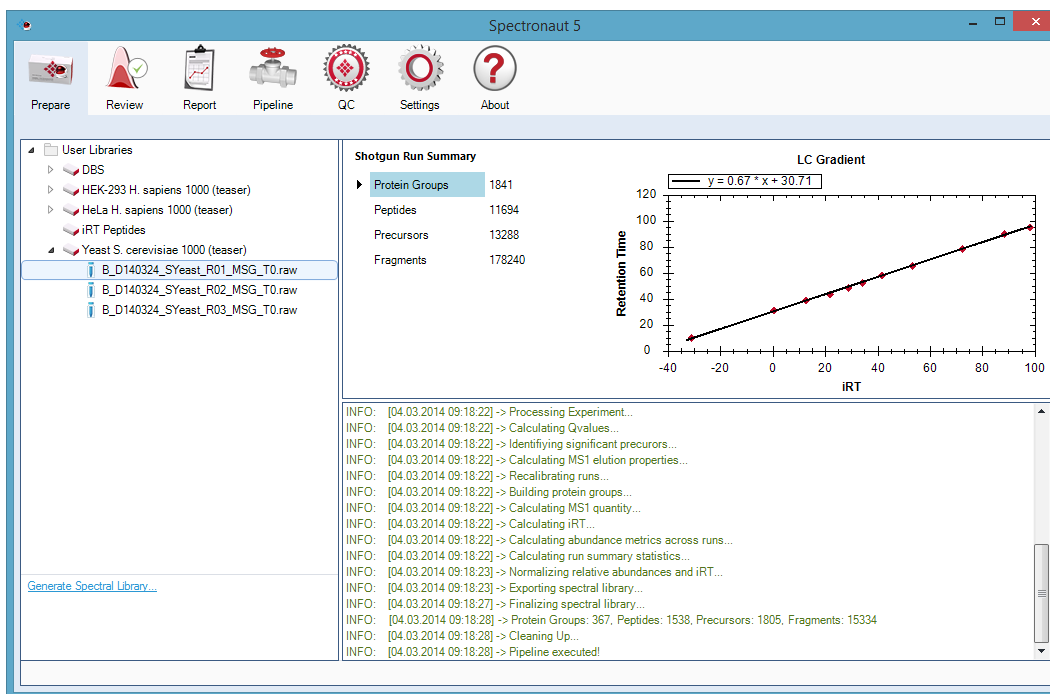 Spectronaut 5
Prepare Review Report Pipeline QC Settings About
User Libraries
DBS
HEK-293 H. sapiens 1000 (teaser)
HeLa H. sapiens 1000 (teaser)
iRT Peptides
Yeast S. cerevisiae 1000 (teaser)
B_D140324_SYeast_R01_MSG_T0.raw
B_D140324_SYeast_R02_MSG_T0.raw
B_D140324_SYeast_R03_MSG_T0.raw
Generate Spectral Library...
Shotgun Run Summary
Protein Groups 1841
Peptides 11694
Precursors 13288
Fragments 178240
LC Gradient
y = 0.67 * x + 30.71
Retention Time
120
100
80
60
40
20
0
-40 -20 0 20 40 60 80 100
iRT
INFO: [04.03.2014 09:18:22] -> Processing Experiment...
INFO: [04.03.2014 09:18:22] -> Calculating Qvalues...
INFO: [04.03.2014 09:18:22] -> Identifiying significant precurors...
INFO: [04.03.2014 09:18:22] -> Calculating MS1 elution properties...
INFO: [04.03.2014 09:18:22] -> Recalibrating runs...
INFO: [04.03.2014 09:18:22] -> Building protein groups...
INFO: [04.03.2014 09:18:22] -> Calculating MS1 quantity...
INFO: [04.03.2014 09:18:22] -> Calculating iRT...
INFO: [04.03.2014 09:18:22] -> Calculating abundance metrics across runs...
INFO: [04.03.2014 09:18:22] -> Calculating run summary statistics...
INFO: [04.03.2014 09:18:23] -> Normalizing relative abundances and iRT...
INFO: [04.03.2014 09:18:23] -> Exporting spectral library...
INFO: [04.03.2014 09:18:27] -> Finalizing spectral library...
INFO: [04.03.2014 09:18:28] -> Protein Groups: 367, Peptides: 1538, Precursors: 1805, Fragments: 15334
INFO: [04.03.2014 09:18:28] -> Cleaning Up...
INFO: [04.03.2014 09:18:28] -> Pipeline executed!